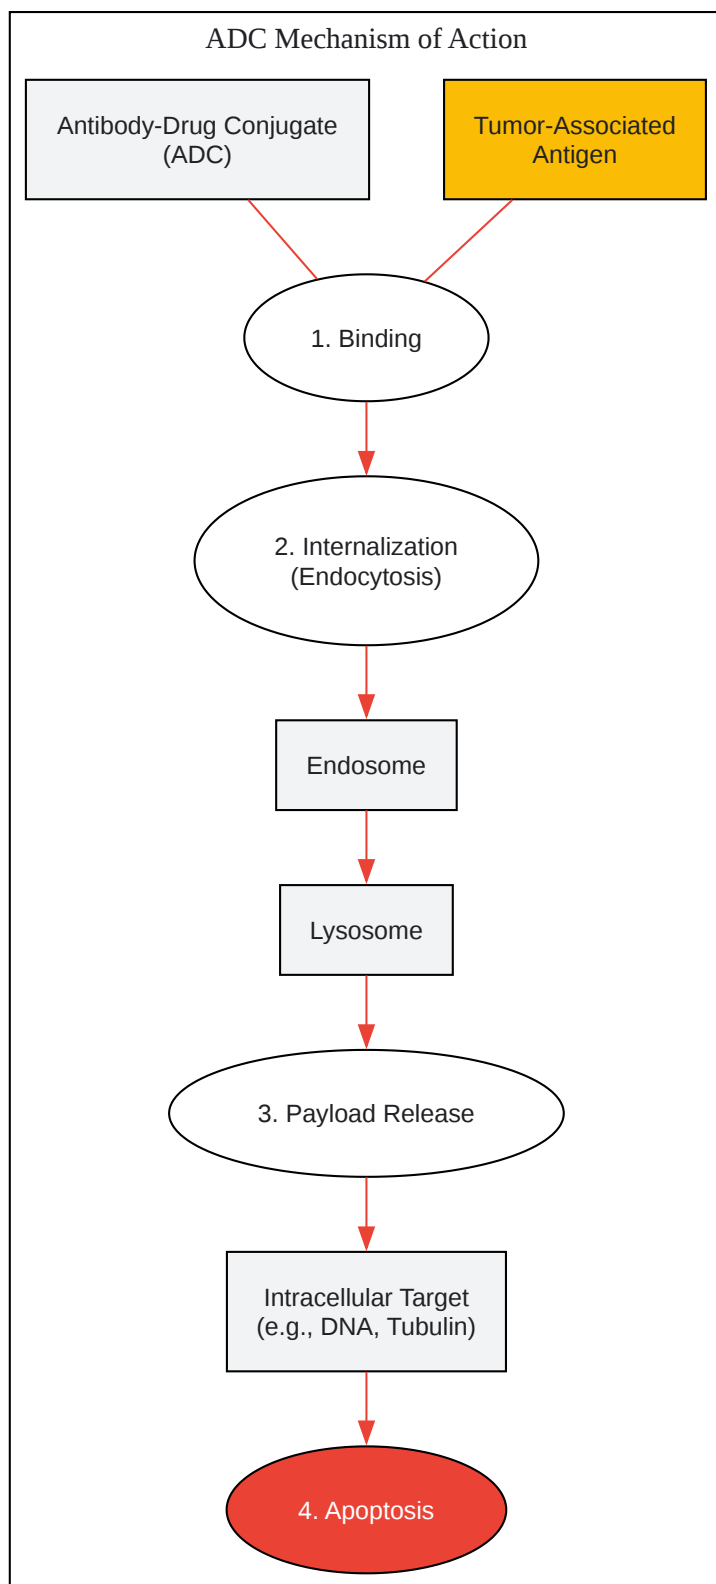 ADC Mechanism of Action
Antibody-Drug Conjugate
(ADC)
Tumor-Associated
Antigen
1. Binding
2. Internalization
(Endocytosis)
Endosome
Lysosome
3. Payload Release
Intracellular Target
(e.g., DNA, Tubulin)
4. Apoptosis